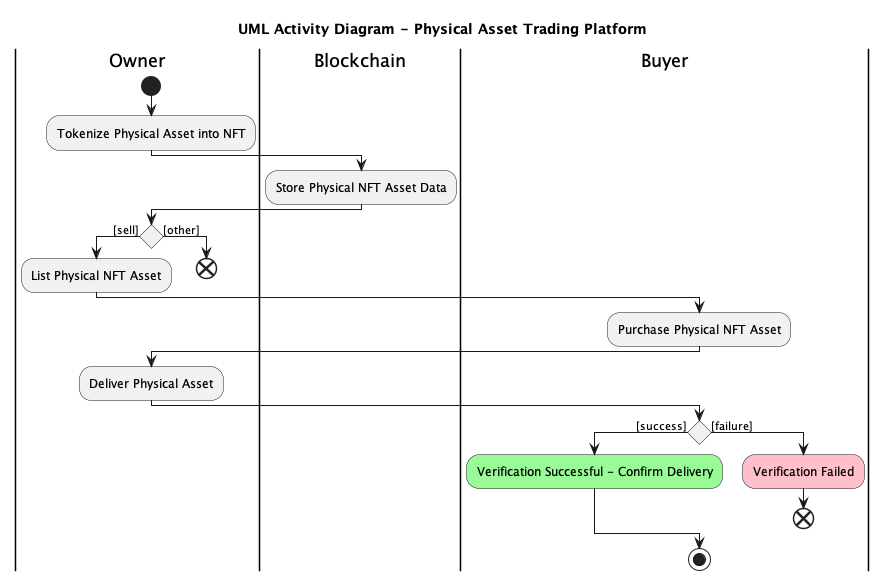 UML Activity Diagram - Physical Asset Trading Platform
Owner
Blockchain
Buyer
Tokenize Physical Asset into NFT
Store Physical NFT Asset Data
[sell]
[other]
List Physical NFT Asset
Purchase Physical NFT Asset
Deliver Physical Asset
[success]
[failure]
Verification Successful - Confirm Delivery
Verification Failed